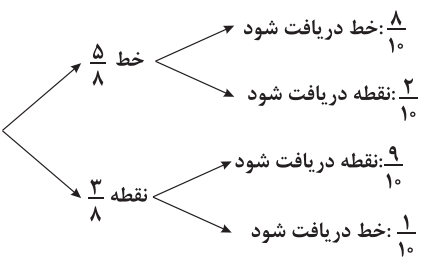 ۸/۱۰ :خط دریافت شود
۵/۸ خط
۲/۱۰ :نقطه دریافت شود
۹/۱۰ :نقطه دریافت شود
۳/۸ نقطه
۱/۱۰ :خط دریافت شود